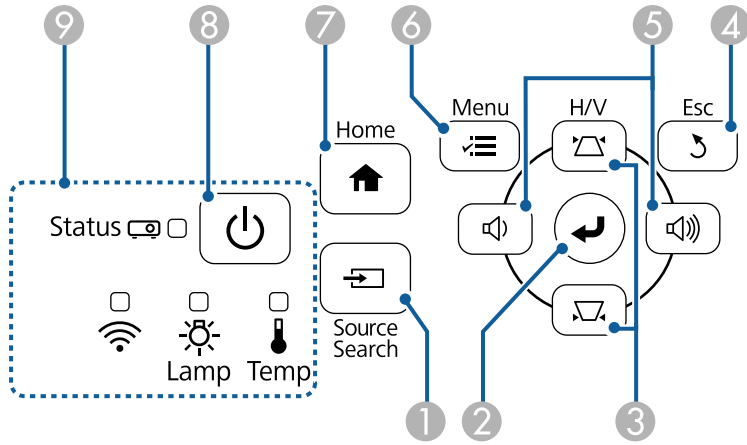 9
8
7
6
5
4
Menu
H/V
Esc
Home
Status
Source
Search
Lamp
Temp
1
2
3